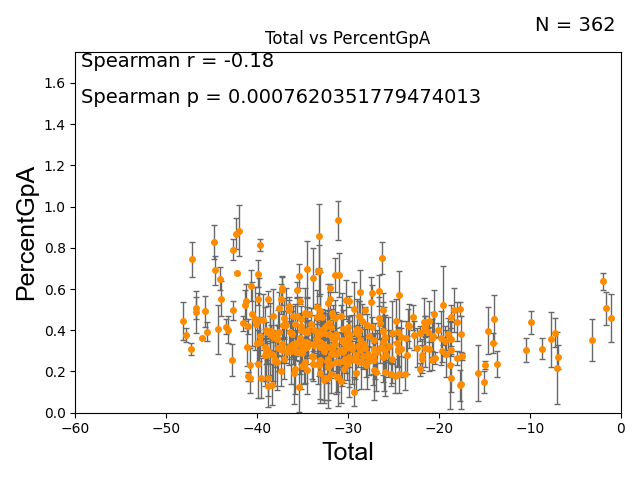 N = 362
Total vs PercentGpA
Spearman r = -0.18
Spearman p = 0.0007620351779474013
1.6
1.4
1.2
1.0
0.8
0.6
0.4
0.2
0.0
PercentGpA
−60 −50 −40 −30 −20 −10 0
Total